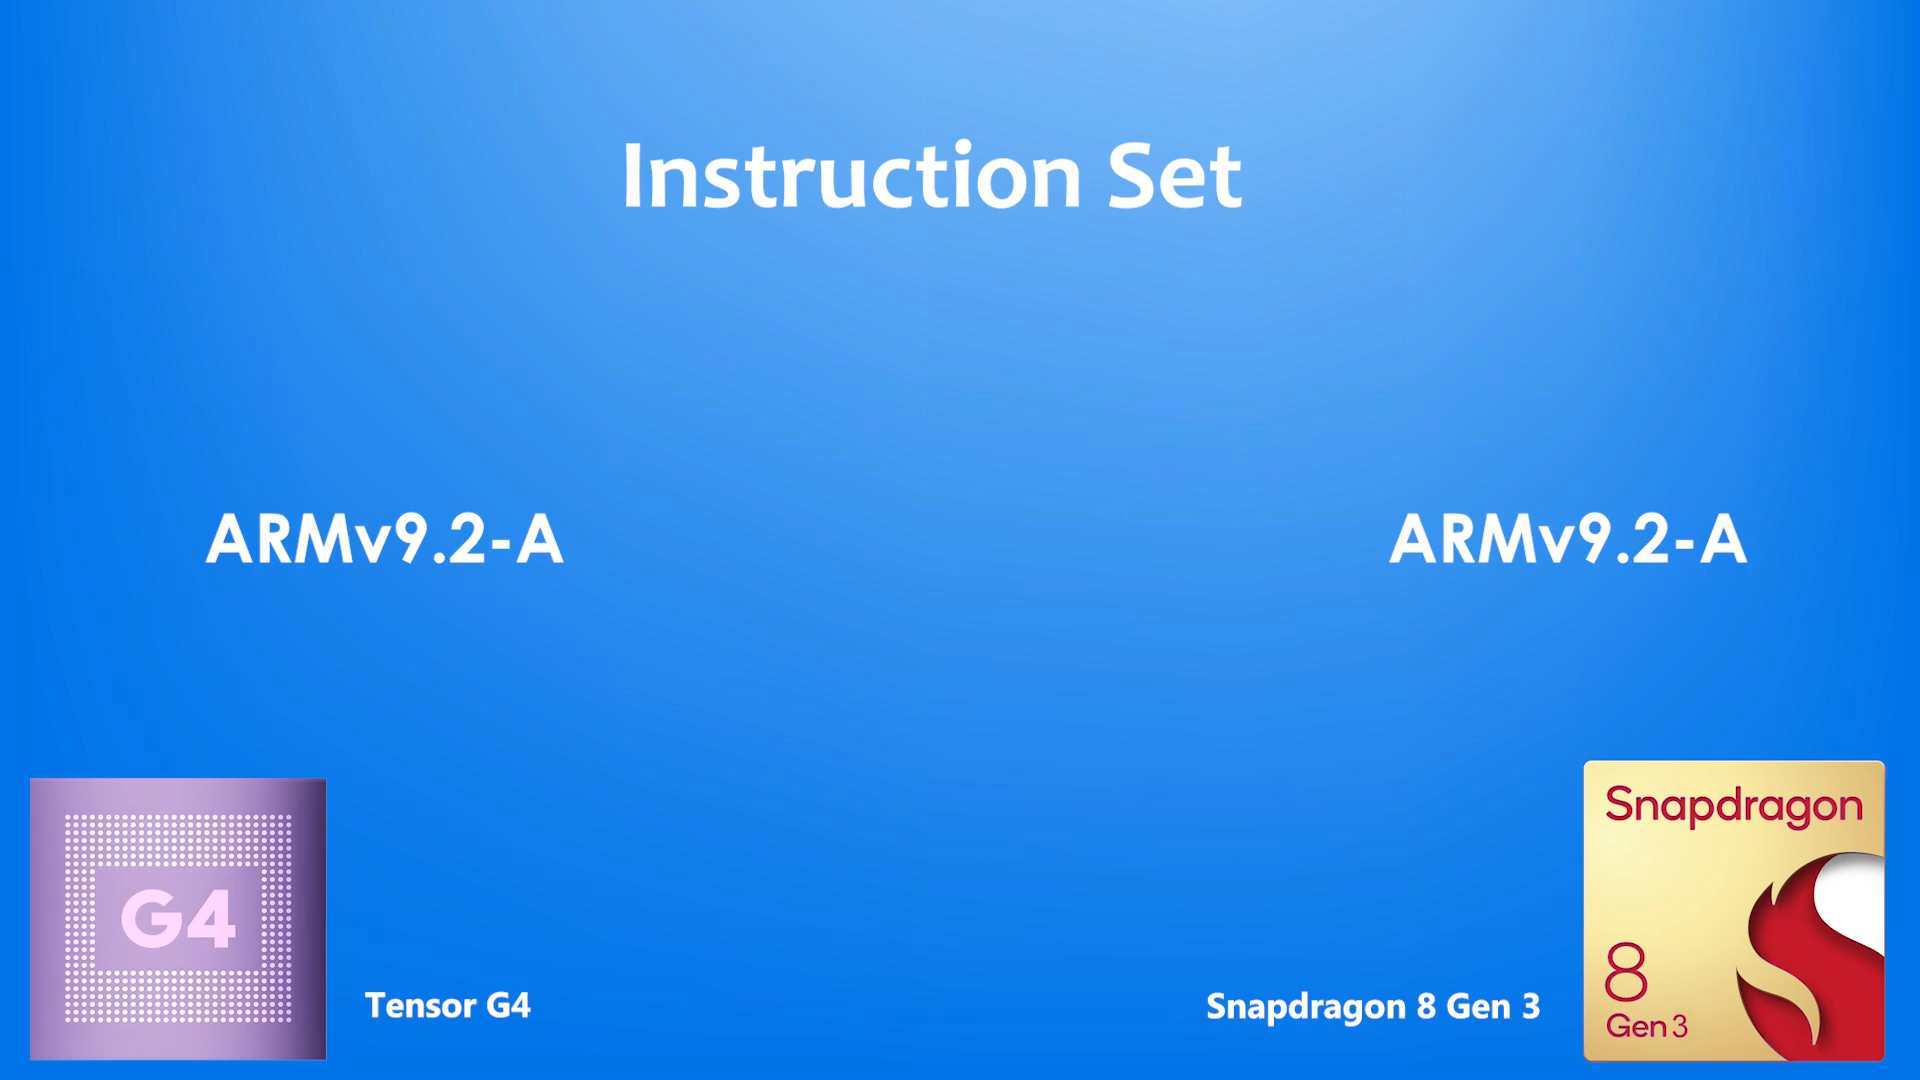 Instruction Set
ARMv9.2-A
ARMv9.2-A
G4
Tensor G4
Snapdragon 8 Gen 3
Snapdragon
8
Gen 3